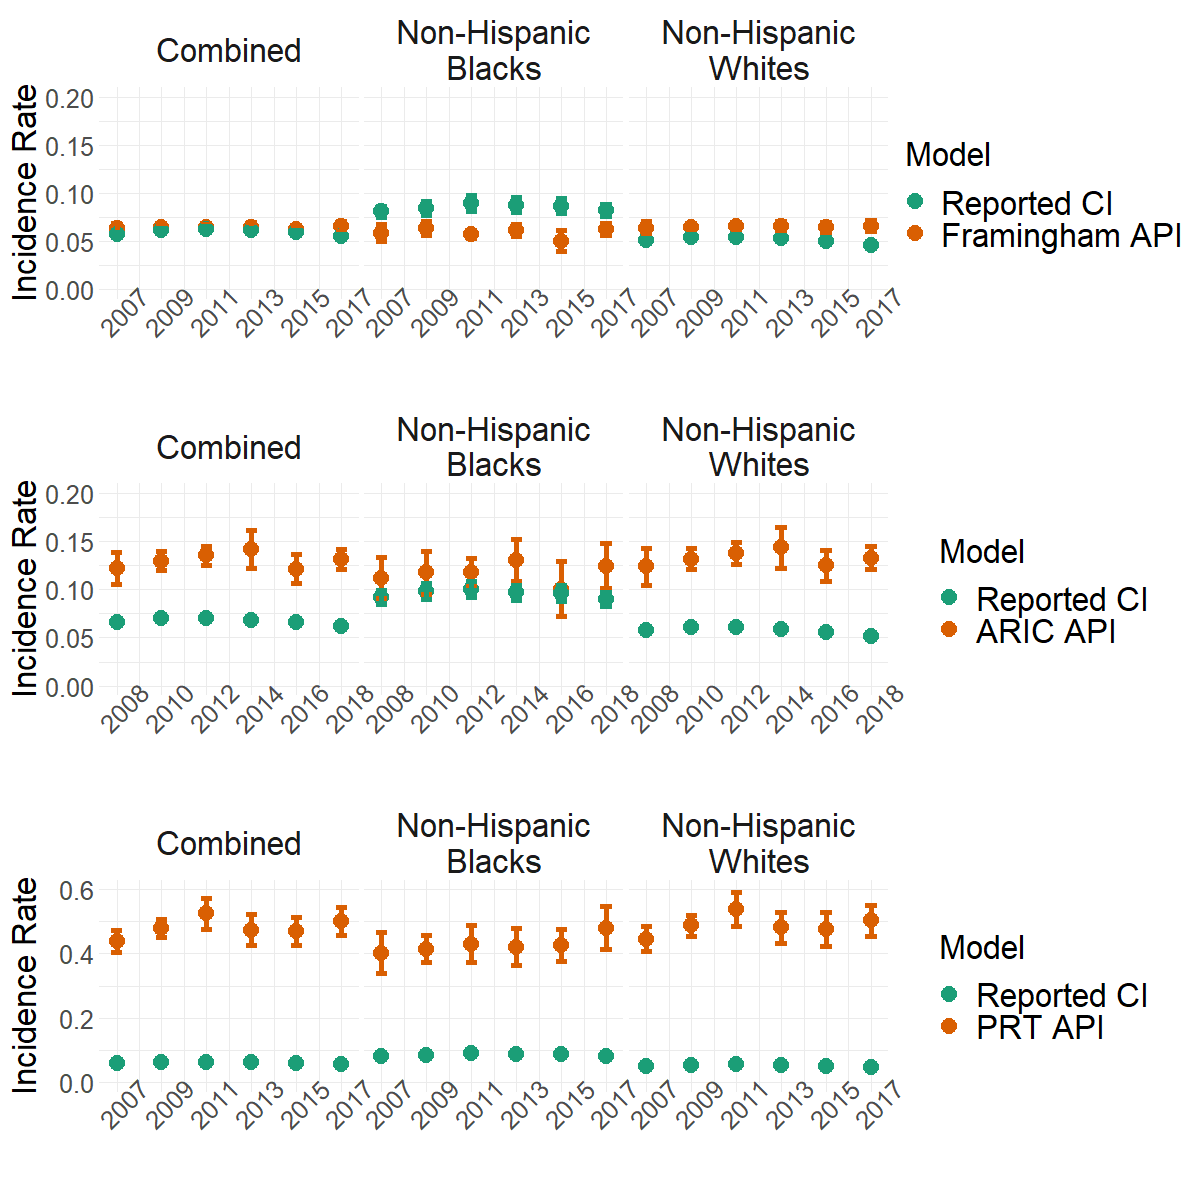 Combined
Non-Hispanic
Blacks
Non-Hispanic
Whites
Incidence Rate
0.20
0.15
0.10
0.05
0.00
2007 2009 2011 2013 2015 2017
2007 2009 2011 2013 2015 2017
2007 2009 2011 2013 2015 2017
Model
Reported CI
Framingham API
Combined
Non-Hispanic
Blacks
Non-Hispanic
Whites
Incidence Rate
0.20
0.15
0.10
0.05
0.00
2008 2010 2012 2014 2016 2018
2008 2010 2012 2014 2016 2018
2008 2010 2012 2014 2016 2018
Model
Reported CI
ARIC API
Combined
Non-Hispanic
Blacks
Non-Hispanic
Whites
Incidence Rate
0.6
0.4
0.2
0.0
2007 2009 2011 2013 2015 2017
2007 2009 2011 2013 2015 2017
2007 2009 2011 2013 2015 2017
Model
Reported CI
PRT API